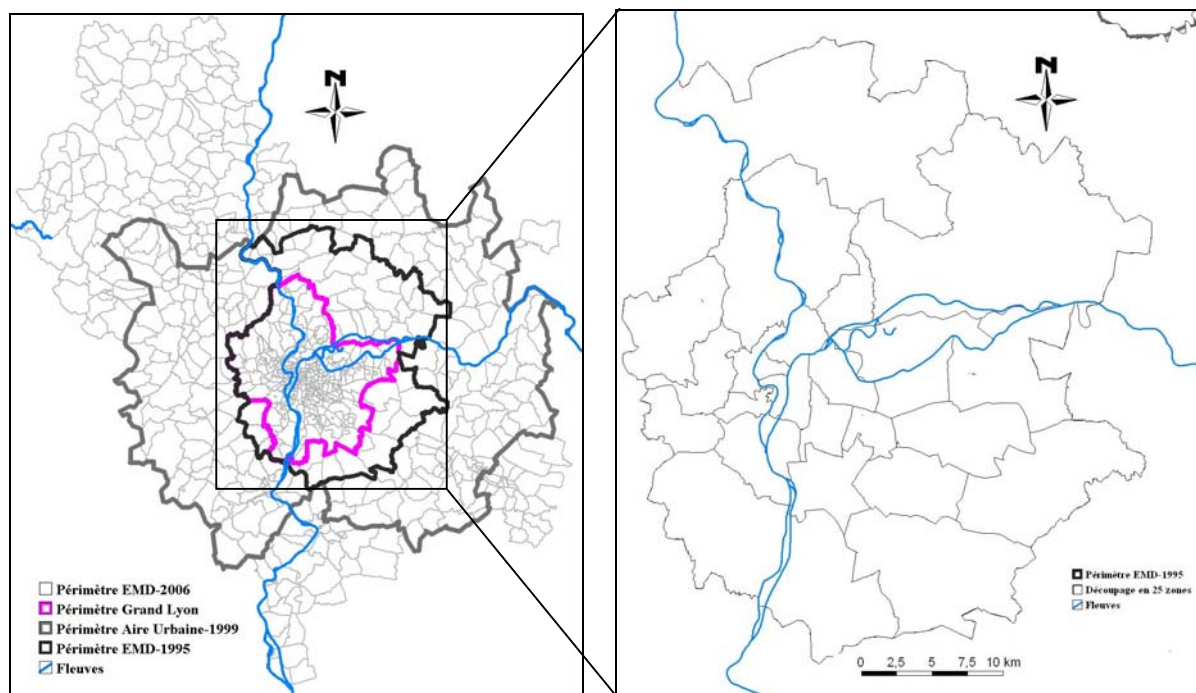 N
Périmètre EMD-2006
Périmètre Grand Lyon
Périmètre Aire Urbaine-1999
Périmètre EMD-1995
Fleuves
N
Périmètre EMD-1995
Découpage en 25 zones
Fleuves
0 2,5 5 7,5 10 km